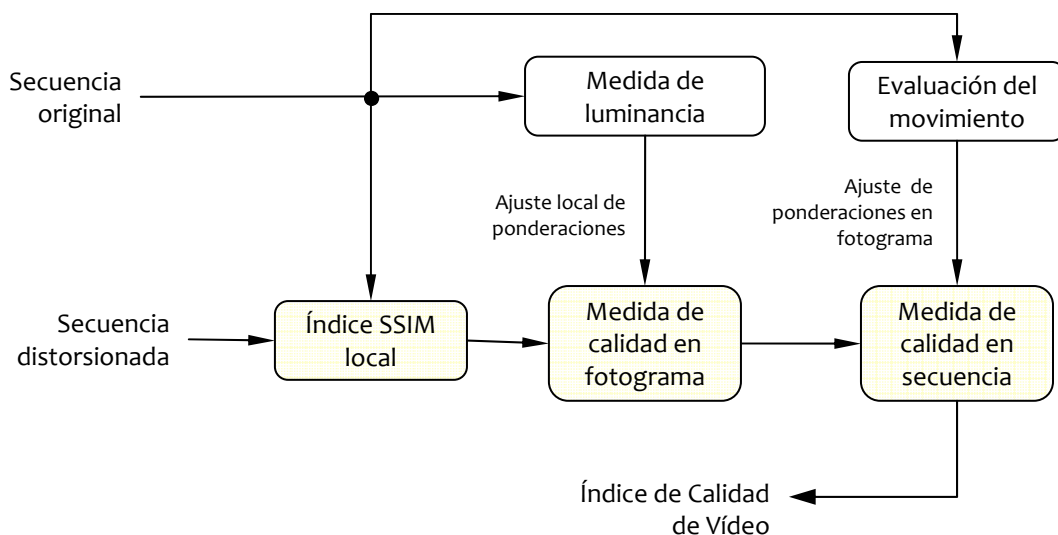 Secuencia
original
Medida de
luminancia
Evaluación del
movimiento
Ajuste local de
ponderaciones
Ajuste de
ponderaciones en
fotograma
Secuencia
distorsionada
Índice SSIM
local
Medida de
calidad en
fotograma
Medida de
calidad en
secuencia
Índice de Calidad
de Vídeo